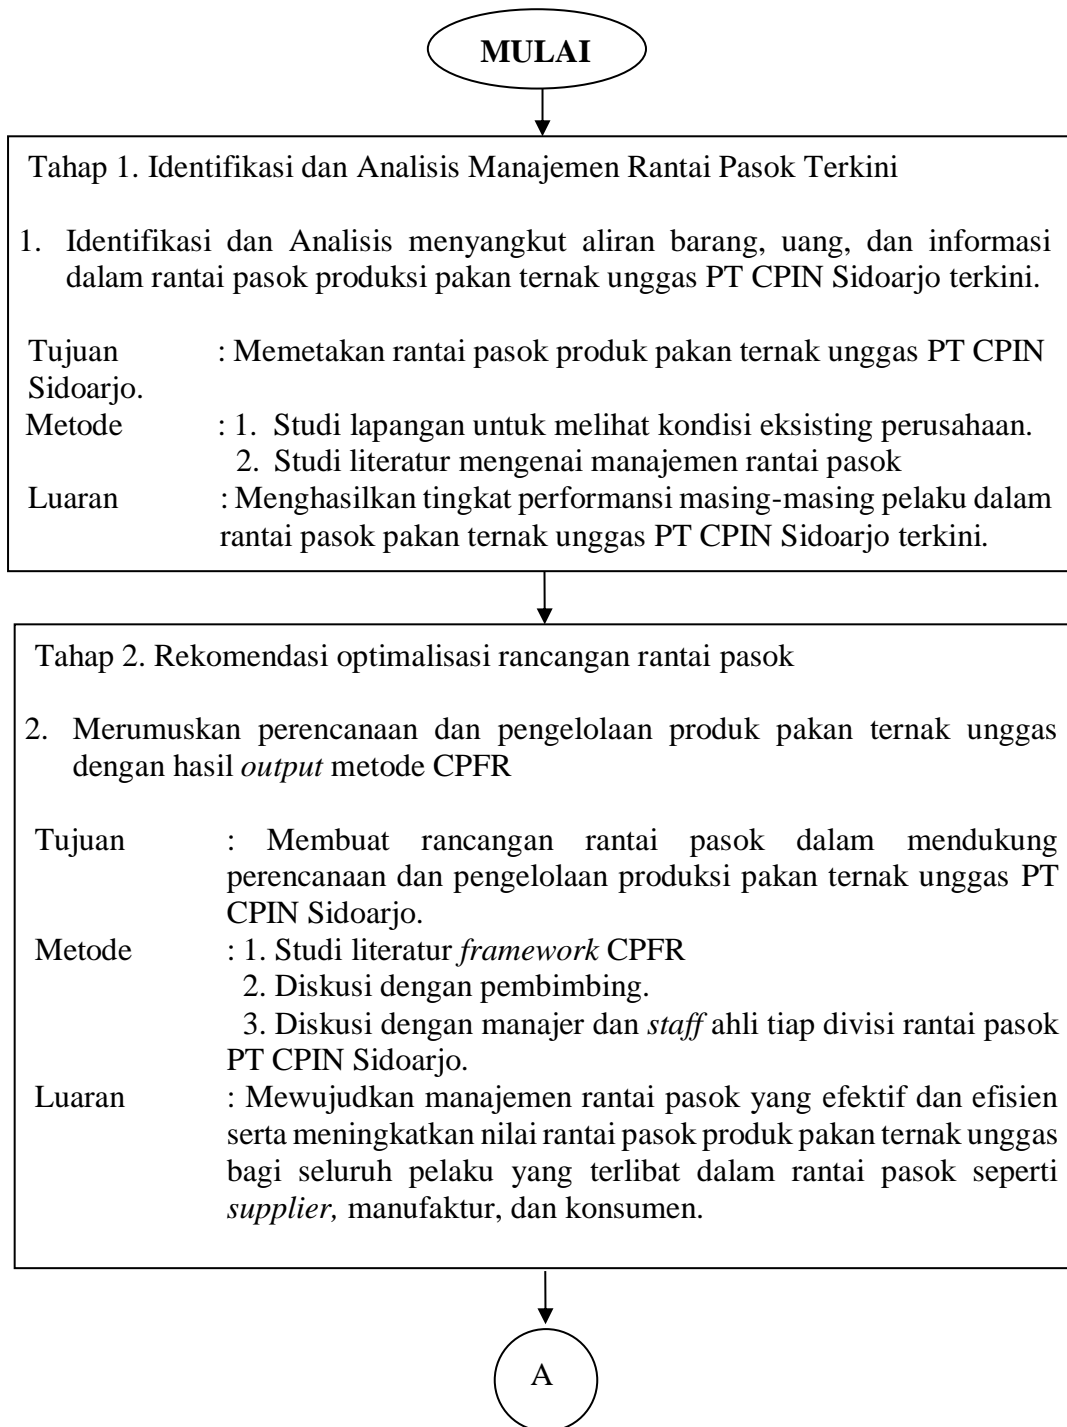 MULAI
Tahap 1. Identifikasi dan Analisis Manajemen Rantai Pasok Terkini
1. Identifikasi dan Analisis menyangkut aliran barang, uang, dan informasi
dalam rantai pasok produksi pakan ternak unggas PT CPIN Sidoarjo terkini.
Tujuan : Memetakan rantai pasok produk pakan ternak unggas PT CPIN
Sidoarjo.
Metode : 1. Studi lapangan untuk melihat kondisi eksisting perusahaan.
2. Studi literatur mengenai manajemen rantai pasok
Luaran : Menghasilkan tingkat performansi masing-masing pelaku dalam
rantai pasok pakan ternak unggas PT CPIN Sidoarjo terkini.
Tahap 2. Rekomendasi optimalisasi rancangan rantai pasok
2. Merumuskan perencanaan dan pengelolaan produk pakan ternak unggas
dengan hasil output metode CPFR
Tujuan : Membuat rancangan rantai pasok dalam mendukung
perencanaan dan pengelolaan produksi pakan ternak unggas PT
CPIN Sidoarjo.
Metode : 1. Studi literatur framework CPFR
2. Diskusi dengan pembimbing.
3. Diskusi dengan manajer dan staff ahli tiap divisi rantai pasok
PT CPIN Sidoarjo.
Luaran : Mewujudkan manajemen rantai pasok yang efektif dan efisien
serta meningkatkan nilai rantai pasok produk pakan ternak unggas
bagi seluruh pelaku yang terlibat dalam rantai pasok seperti
supplier, manufaktur, dan konsumen.
A